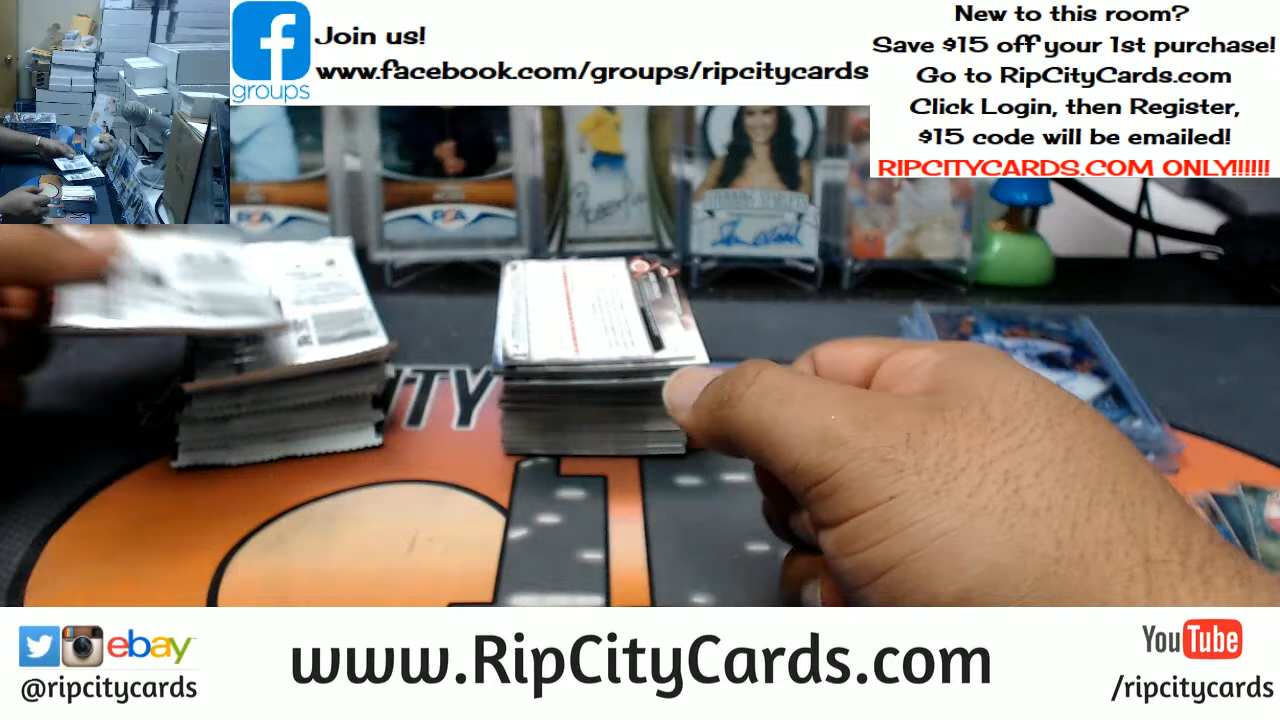 Join us!
www.facebook.com/groups/ripcitycards
groups
New to this room?
Save $15 off your 1st purchase!
Go to RipCityCards.com
Click Login, then Register,
$15 code will be emailed!
RIPCITYCARDS.COM ONLY!!!!!!
ITY
ebay
@ripcitycards
www.RipCityCards.com
YouTube
/ripcitycards